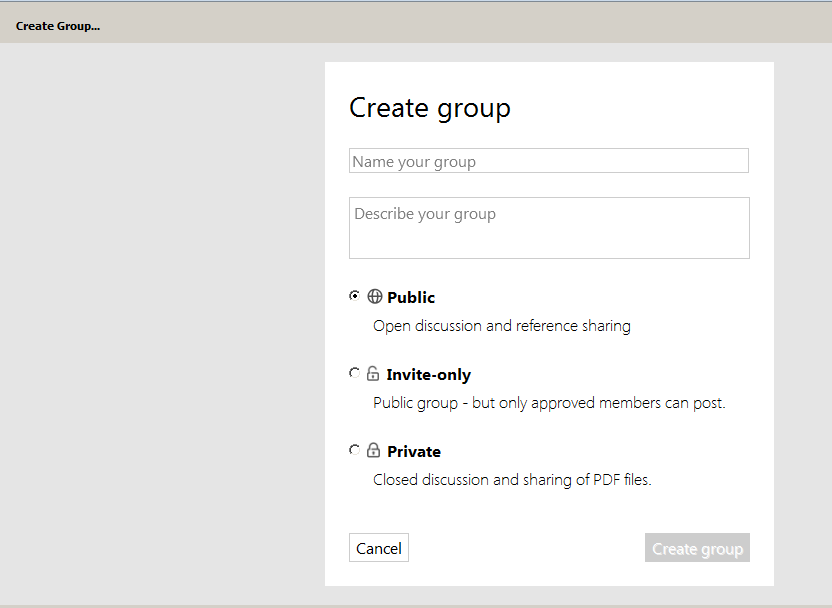 Create Group...
Create group
Name your group
Describe your group
Public
Open discussion and reference sharing
Invite-only
Public group - but only approved members can post.
Private
Closed discussion and sharing of PDF files.
Cancel
Create group